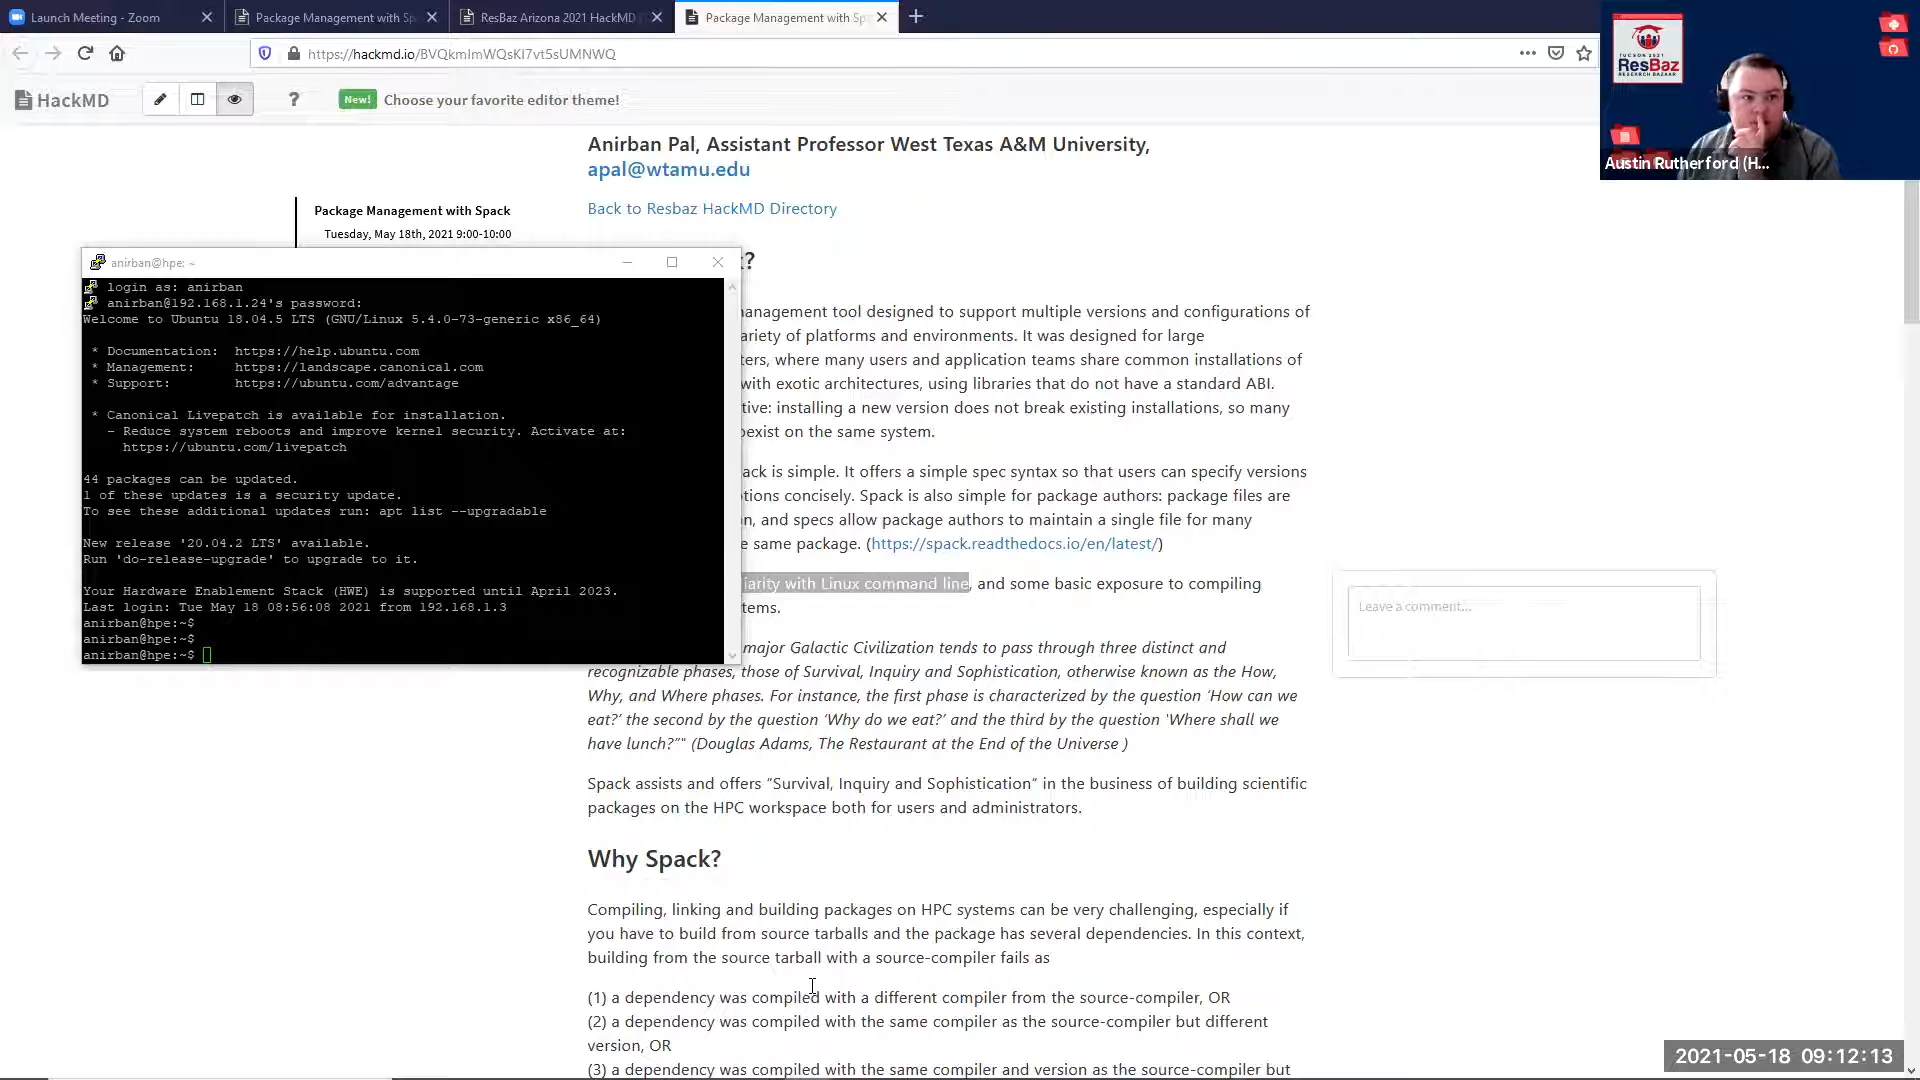 Launch Meeting - Zoom
Package Management with Sp
ResBaz Arizona 2021 HackMD
Package Management with Spa
https://hackmd.io/BVQkmImWQsKI7vt5sUMNWQ
HackMD
?
New!
Choose your favorite editor theme!
TUCSON 2021
ResBaz
RESEARCH BAZAAR
Austin Rutherford (H...
Anirban Pal, Assistant Professor West Texas A&M University,
apal@wtamu.edu
Back to Resbaz HackMD Directory
Package Management with Spack
Tuesday, May 18th, 2021 9:00-10:00
?
anagement tool designed to support multiple versions and configurations of
ariety of platforms and environments. It was designed for large
ters, where many users and application teams share common installations of
with exotic architectures, using libraries that do not have a standard ABI.
tive: installing a new version does not break existing installations, so many
oexist on the same system.
ack is simple. It offers a simple spec syntax so that users can specify versions
otions concisely. Spack is also simple for package authors: package files are
n, and specs allow package authors to maintain a single file for many
e same package. (https://spack.readthedocs.io/en/latest/)
iarity with Linux command line, and some basic exposure to compiling
tems.
major Galactic Civilization tends to pass through three distinct and
recognizable phases, those of Survival, Inquiry and Sophistication, otherwise known as the How,
Why, and Where phases. For instance, the first phase is characterized by the question ‘How can we
eat?’ the second by the question ‘Why do we eat?’ and the third by the question 'Where shall we
have lunch?”" (Douglas Adams, The Restaurant at the End of the Universe )
Spack assists and offers “Survival, Inquiry and Sophistication” in the business of building scientific
packages on the HPC workspace both for users and administrators.
Why Spack?
Compiling, linking and building packages on HPC systems can be very challenging, especially if
you have to build from source tarballs and the package has several dependencies. In this context,
building from the source tarball with a source-compiler fails as
(1) a dependency was compiled with a different compiler from the source-compiler, OR
(2) a dependency was compiled with the same compiler as the source-compiler but different
version, OR
(3) a dependency was compiled with the same compiler and version as the source-compiler but
anirban@hpe: ~
login as: anirban
anirban@192.168.1.24's password:
Welcome to Ubuntu 18.04.5 LTS (GNU/Linux 5.4.0-73-generic x86_64)
* Documentation: https://help.ubuntu.com
* Management: https://landscape.canonical.com
* Support: https://ubuntu.com/advantage
* Canonical Livepatch is available for installation.
- Reduce system reboots and improve kernel security. Activate at:
https://ubuntu.com/livepatch
44 packages can be updated.
1 of these updates is a security update.
To see these additional updates run: apt list --upgradable
New release '20.04.2 LTS' available.
Run 'do-release-upgrade' to upgrade to it.
Your Hardware Enablement Stack (HWE) is supported until April 2023.
Last login: Tue May 18 08:56:08 2021 from 192.168.1.3
anirban@hpe:~$
anirban@hpe:~$
anirban@hpe:~$
Leave a comment...
2021-05-18 09:12:13